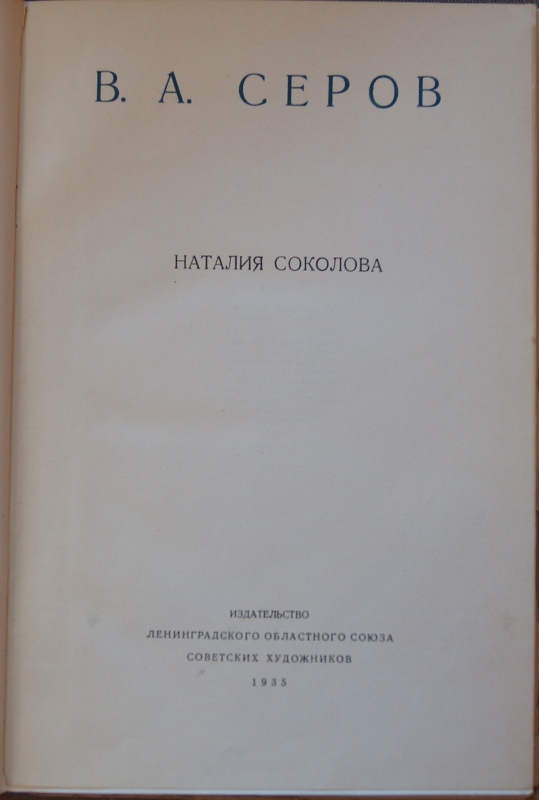 В. А. СЕРОВ
НАТАЛИЯ СОКОЛОВА
ИЗДАТЕЛЬСТВО
ЛЕНИНГРАДСКОГО ОБЛАСТНОГО СОЮЗА
СОВЕТСКИХ ХУДОЖНИКОВ
1935